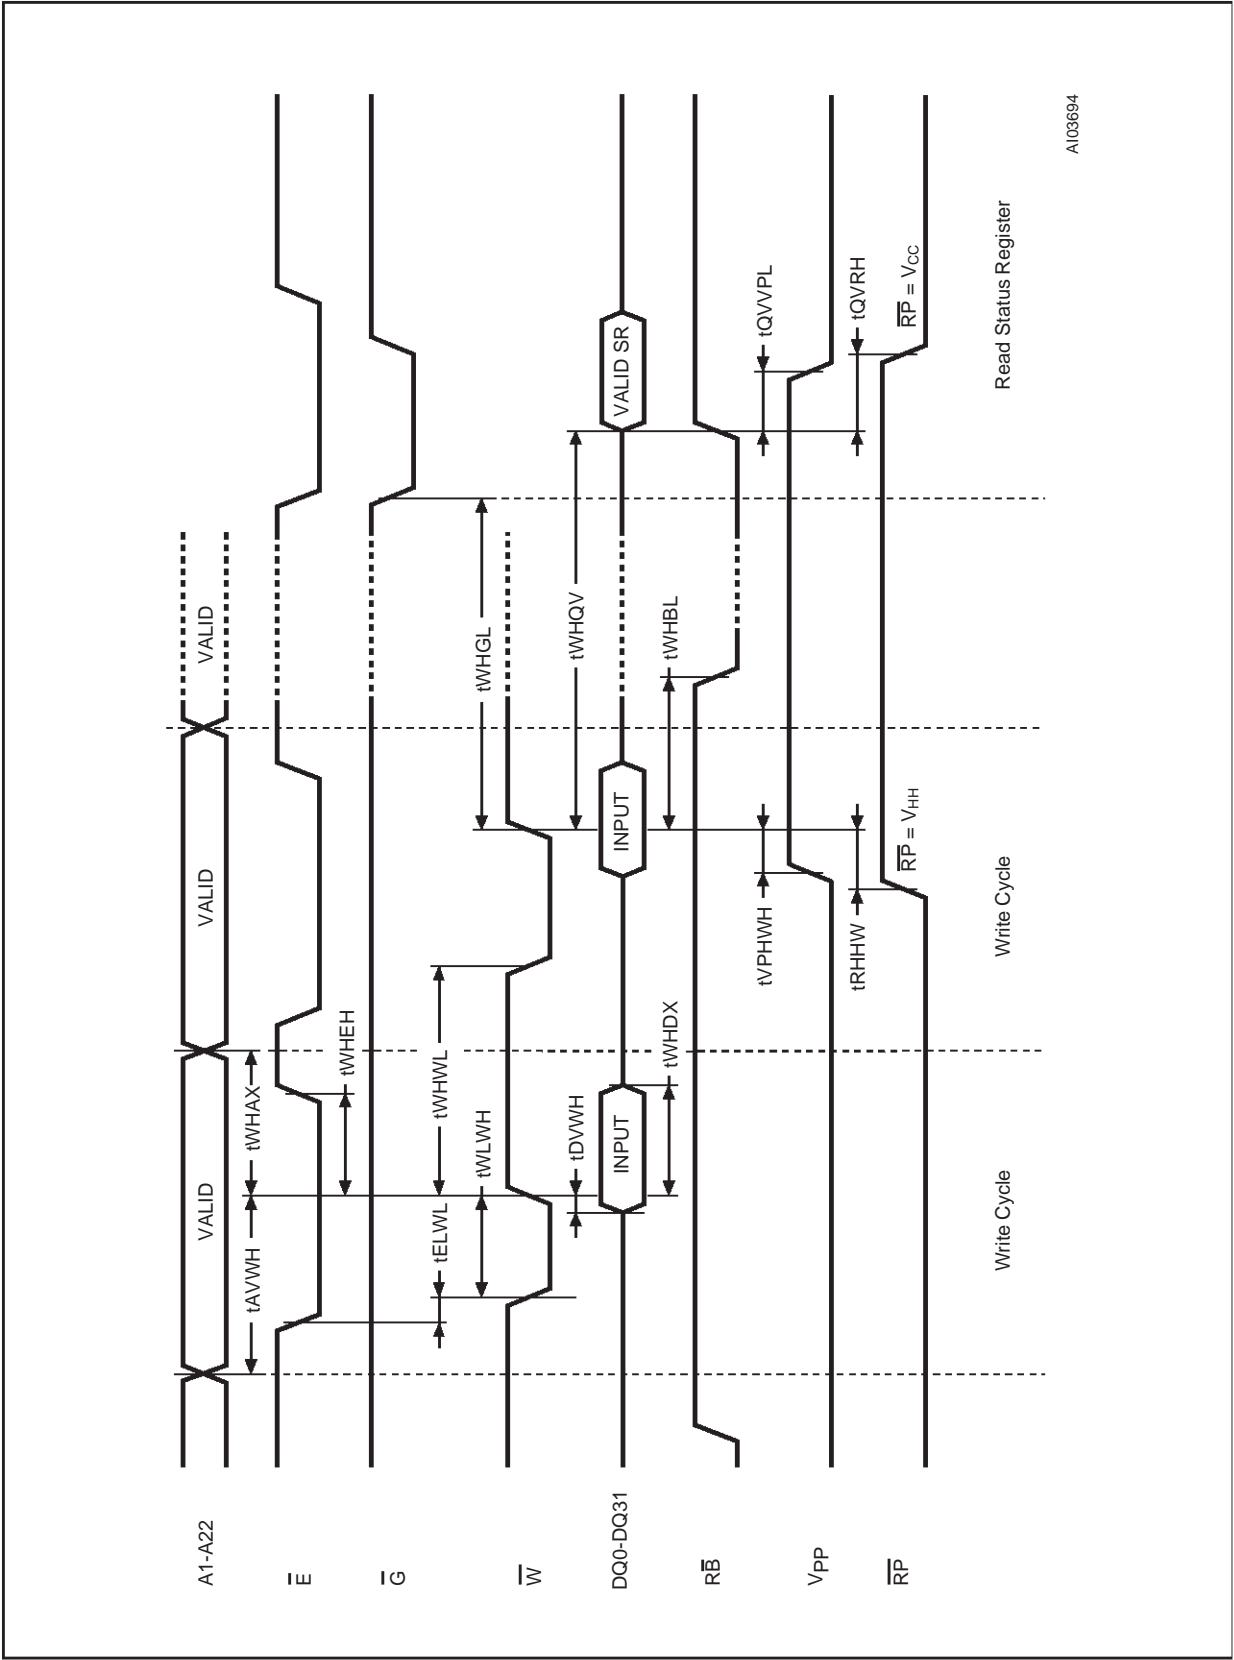 A1-A22
VALID
VALID
VALID
tAVWH
tWHAX
E
tWHEH
G
tELWL
tWHWL
tWLWH
tWHGL
W
tDVWH
tWHQV
DQ0-DQ31
INPUT
INPUT
VALID SR
tWHDX
tWHBL
RB
tVPHWH
tQVVPL
VPP
tRHHW
tQVRH
RP = VHH
RP = VCC
RP
Write Cycle
Write Cycle
Read Status Register
AI03694